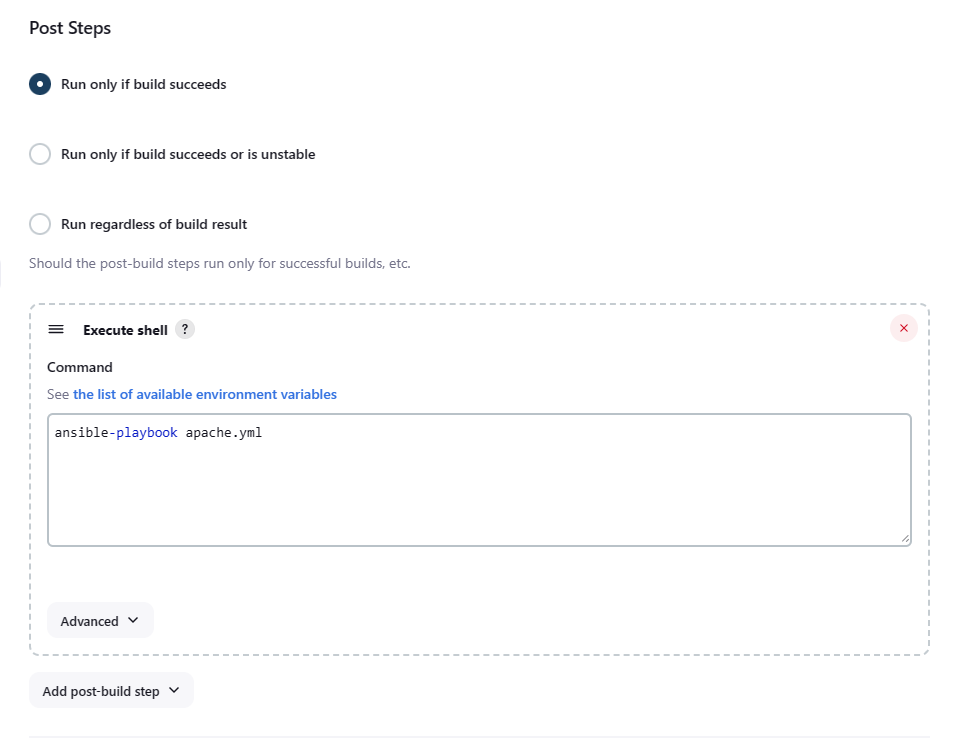 Post Steps
Run only if build succeeds
Run only if build succeeds or is unstable
Run regardless of build result
Should the post-build steps run only for successful builds, etc.
Execute shell ?
Command
See the list of available environment variables
ansible-playbook apache.yml
Advanced
Add post-build step